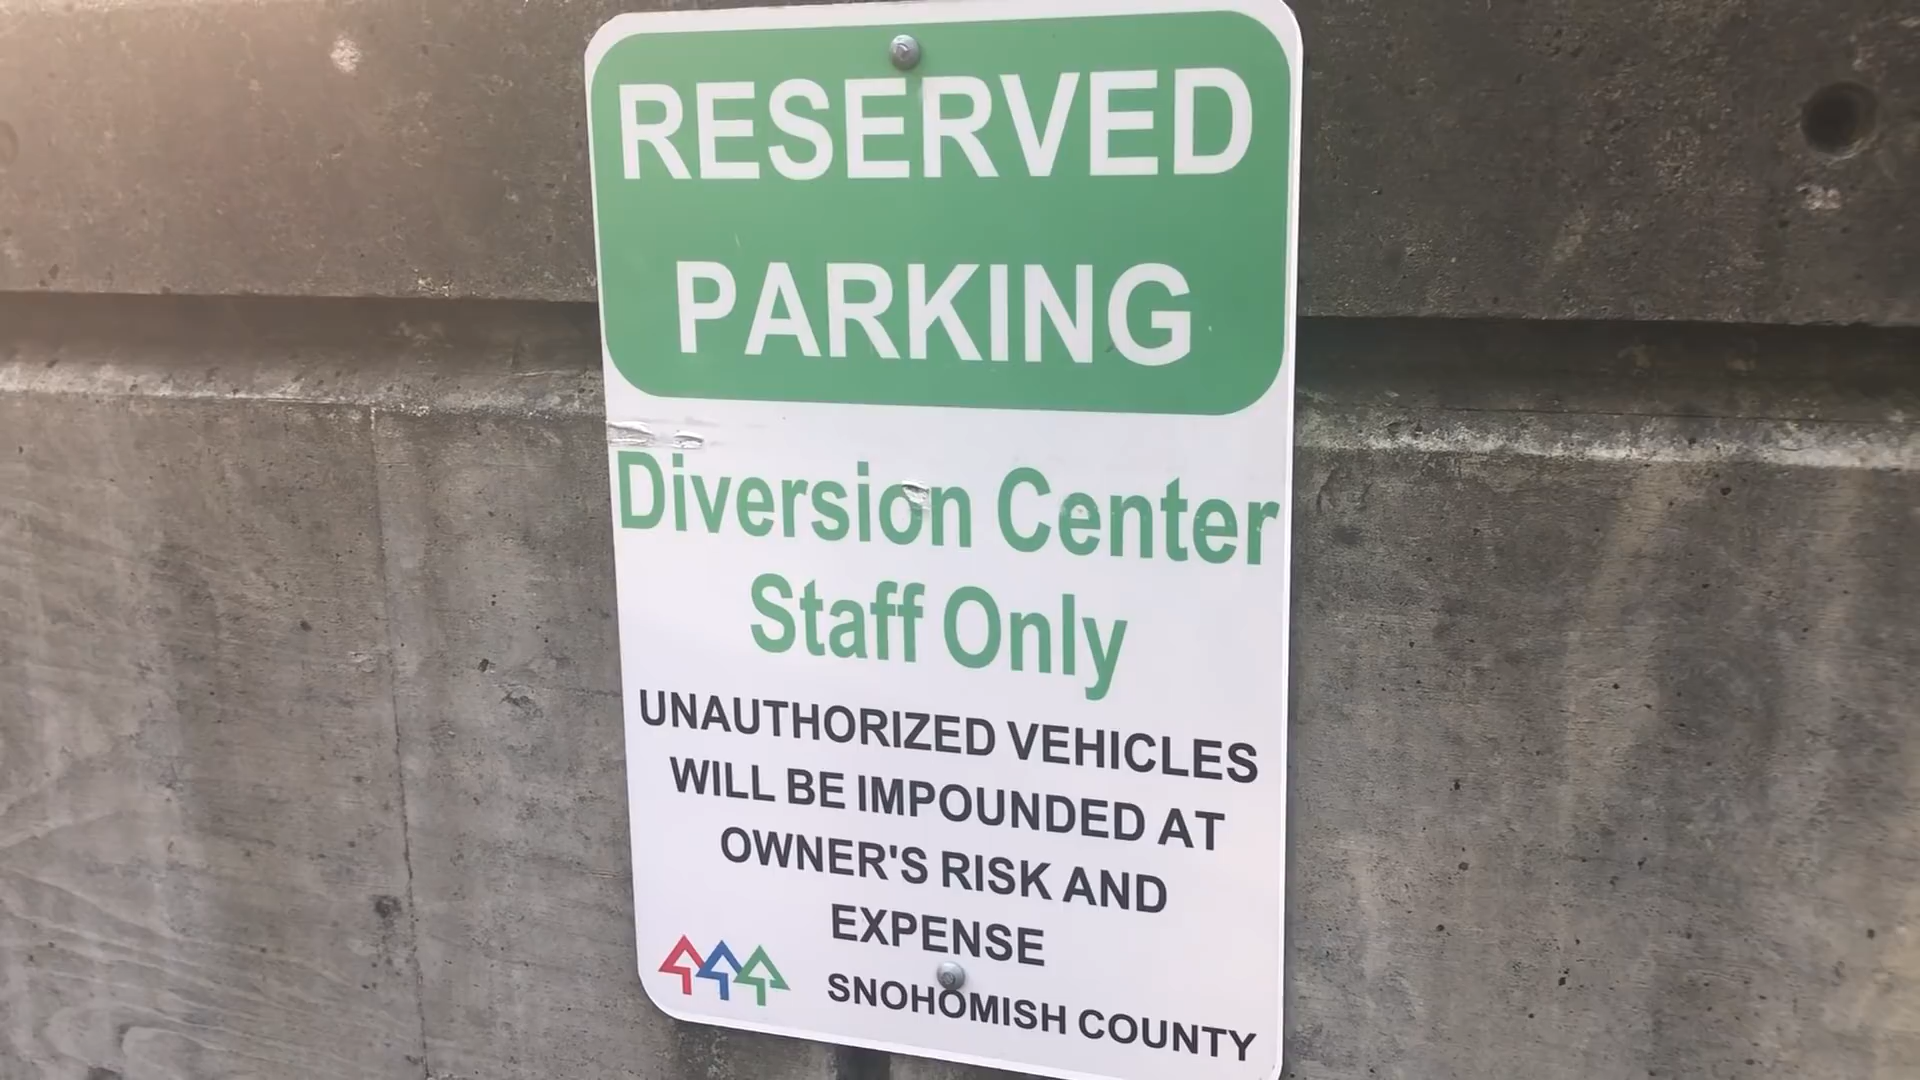 RESERVED
PARKING
Diversion Center
Staff Only
UNAUTHORIZED VEHICLES
WILL BE IMPOUNDED AT
OWNER'S RISK AND
EXPENSE
SNOHOMISH COUNTY